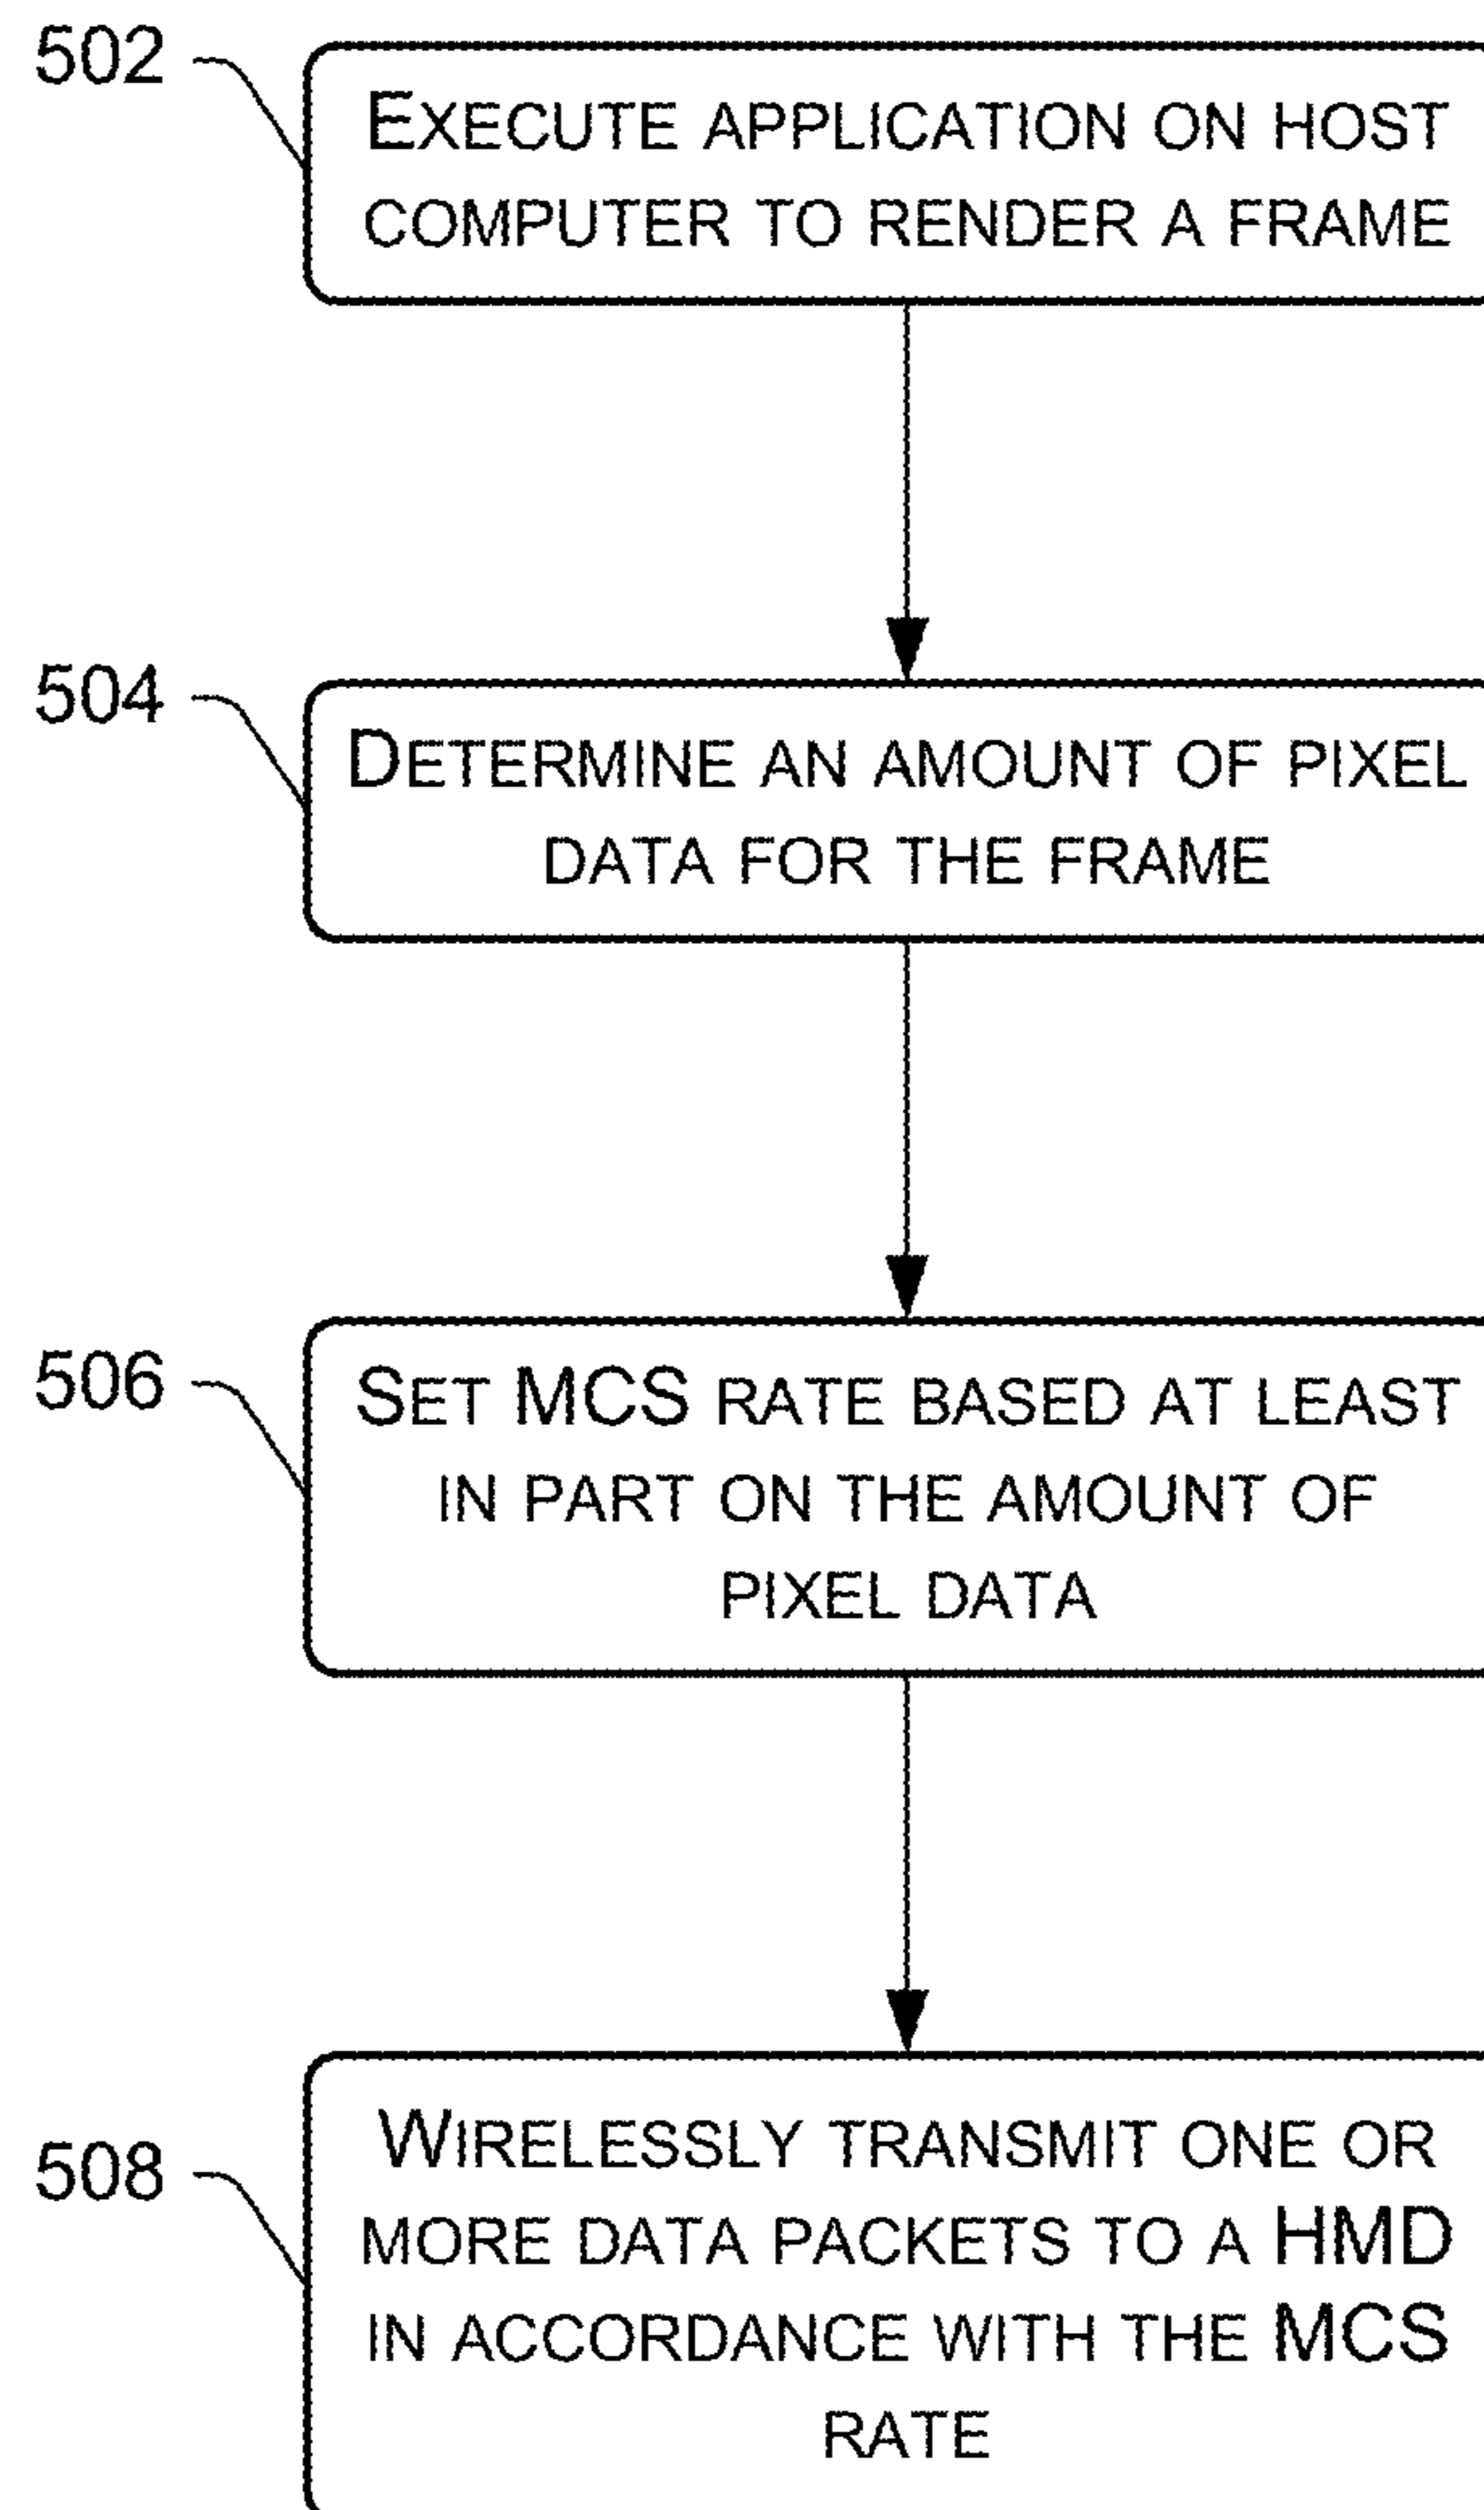 502
EXECUTE APPLICATION ON HOST
COMPUTER TO RENDER A FRAME
504
DETERMINE AN AMOUNT OF PIXEL
DATA FOR THE FRAME
506
SET MCS RATE BASED AT LEAST
IN PART ON THE AMOUNT OF
PIXEL DATA
508
WIRELESSLY TRANSMIT ONE OR
MORE DATA PACKETS TO A HMD
IN ACCORDANCE WITH THE MCS
RATE